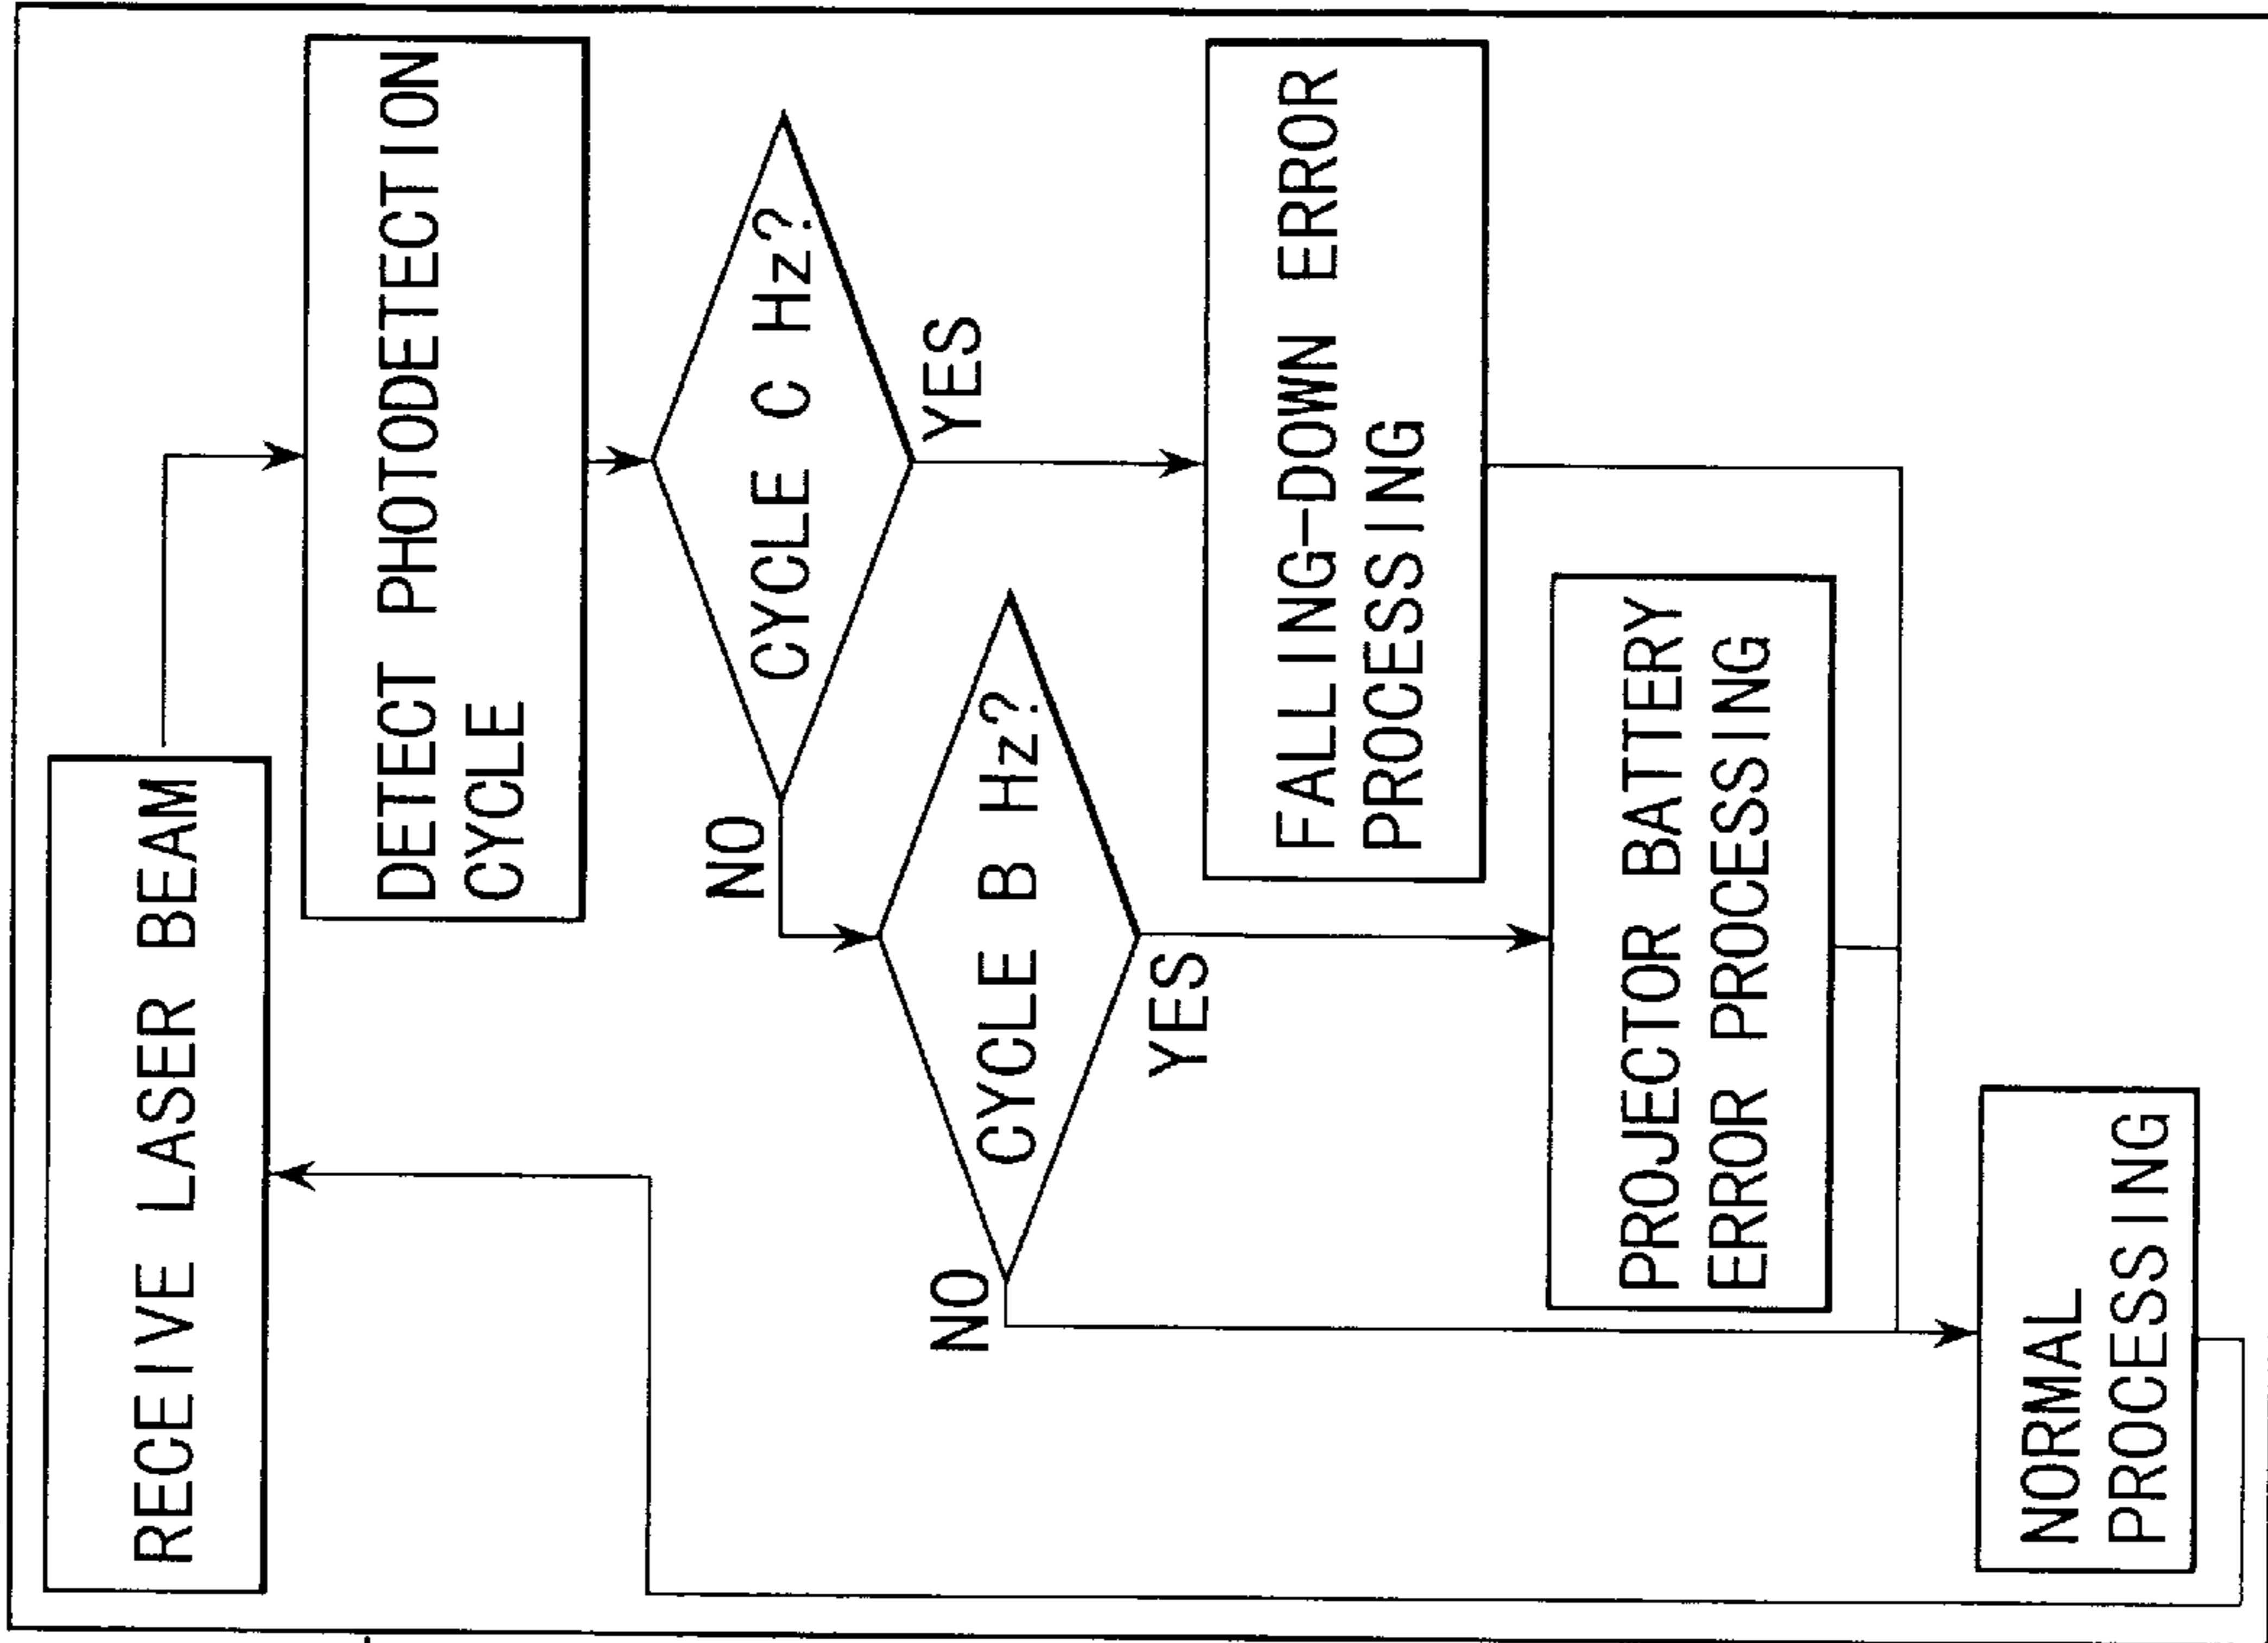 RECEIVE LASER BEAM
DETECT PHOTODETECTION
CYCLE
CYCLE C Hz?
NO
YES
CYCLE B Hz?
NO
YES
FALLING-DOWN ERROR
PROCESSING
PROJECTOR BATTERY
ERROR PROCESSING
NORMAL
PROCESSING